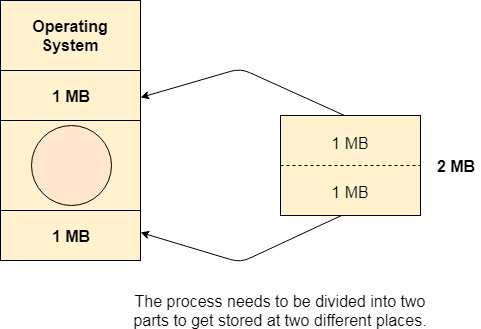 Operating
System
1 MB
1 MB
1 MB
1 MB
2 MB
The process needs to be divided into two
parts to get stored at two different places.